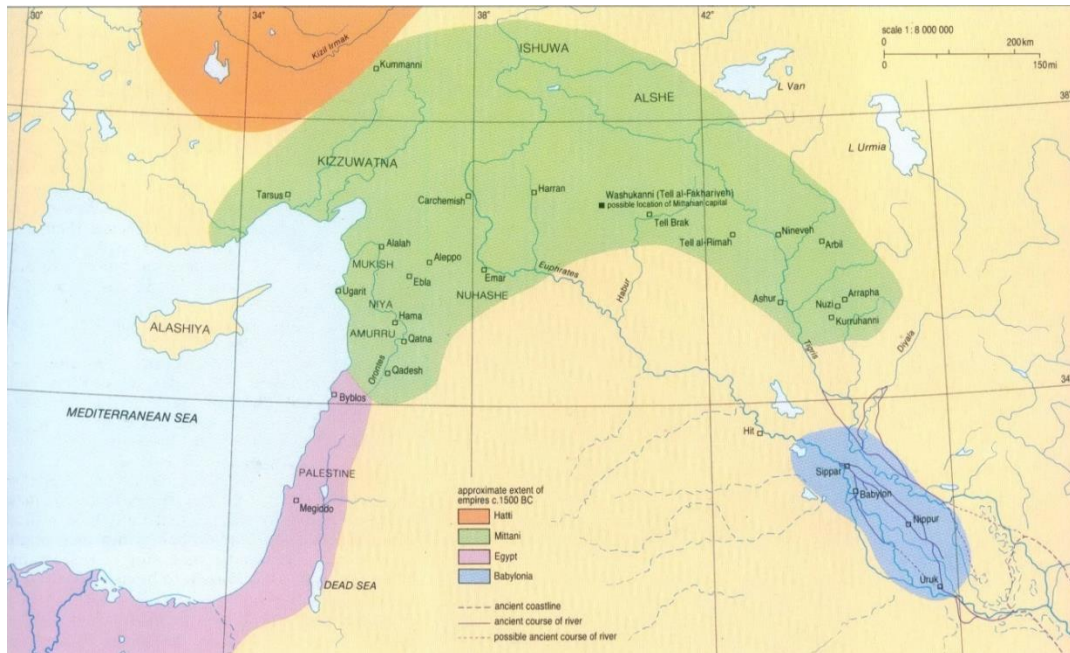 30°
34°
38°
42°
scale 1 : 8 000 000
0
200 km
0
150 mi
Kizil Irmak
ISHUWA
Kummanni
ALSHE
L Van
38°
L Urmia
KIZZUWATNA
Tarsus
Carchemish
Harran
Washukanni (Tell al-Fakhariyeh)
possible location of Mittanian capital
Tell Brak
Tell al-Rimah
Nineveh
Arbil
Alalah
MUKISH
Aleppo
Ebla
Emar
Euphrates
Habur
Ugarit
NIYA
NUHASHE
Ashur
Arrapha
Nuzi
Kurruhanni
Hama
ALASHIYA
AMURRU
Qatna
Tigris
Diyala
Orontes
Qadesh
34°
Byblos
MEDITERRANEAN SEA
Hit
PALESTINE
Sippar
Megiddo
Babylon
Nippur
Uruk
DEAD SEA
approximate extent of
empires c.1500 BC
Hatti
Mittani
Egypt
Babylonia
ancient coastline
ancient course of river
possible ancient course of river